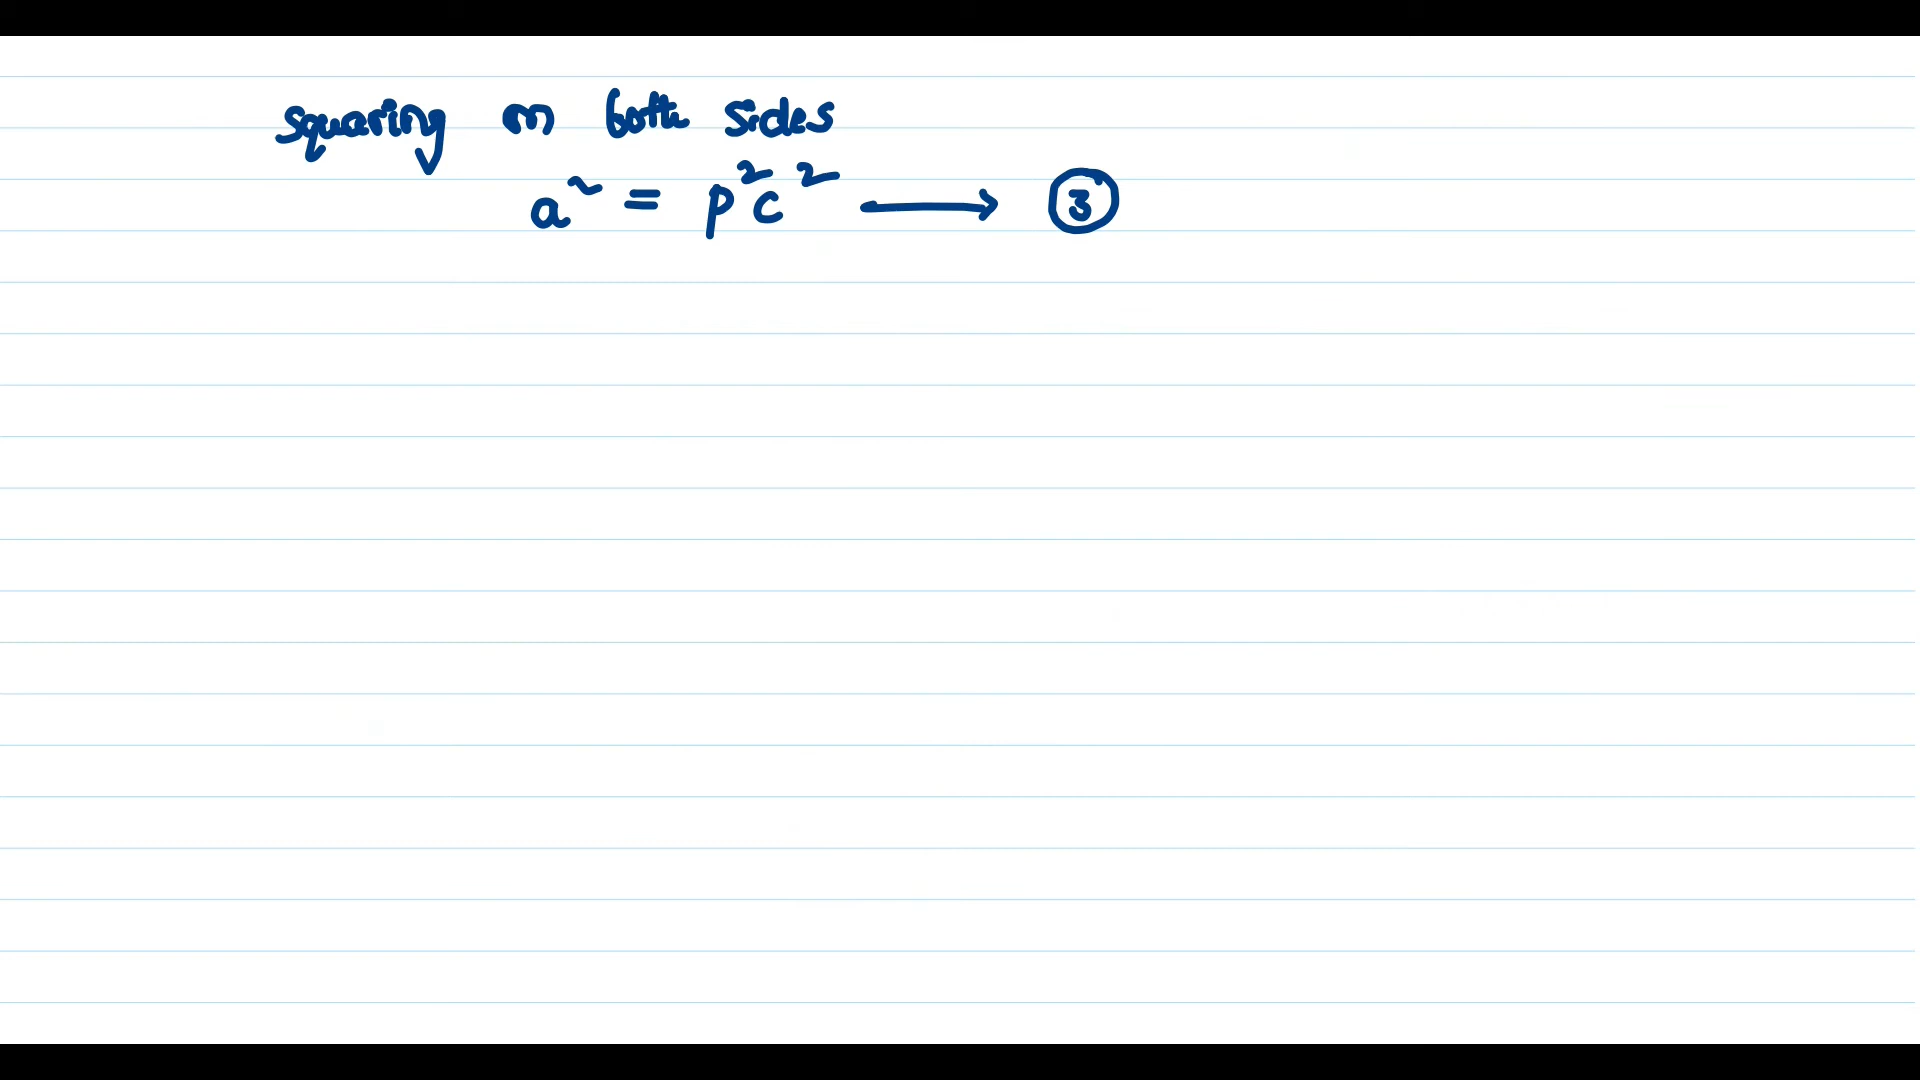 squaring on both sides
a² = p²c² ⟶ ③